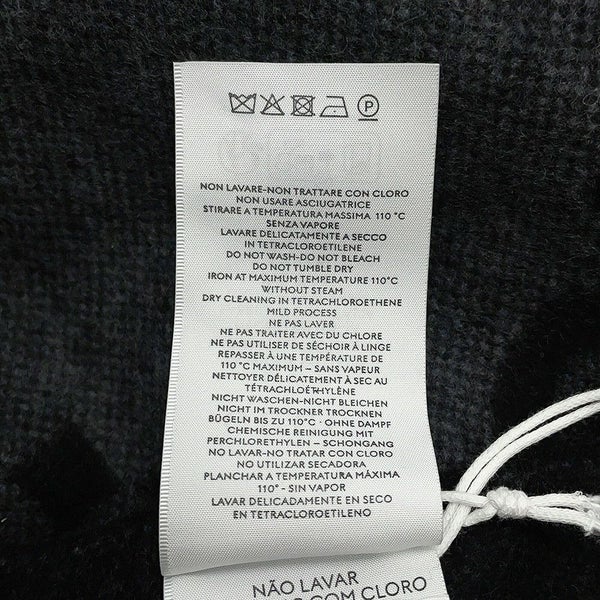 P
NON LAVARE-NON TRATTARE CON CLORO
NON USARE ASCIUGATRICE
STIRARE A TEMPERATURA MASSIMA 110 °C
SENZA VAPORE
LAVARE DELICATAMENTE A SECCO
IN TETRACLOROETILENE
DO NOT WASH-DO NOT BLEACH
DO NOT TUMBLE DRY
IRON AT MAXIMUM TEMPERATURE 110°C
WITHOUT STEAM
DRY CLEANING IN TETRACHLOROETHENE
MILD PROCESS
NE PAS LAVER
NE PAS TRAITER AVEC DU CHLORE
NE PAS UTILISER DE SÉCHOIR À LINGE
REPASSER À UNE TEMPÉRATURE DE
110 °C MAXIMUM – SANS VAPEUR
NETTOYER DÉLICATEMENT À SEC AU
TÉTRACHLOÉTHYLÈNE
NICHT WASCHEN-NICHT BLEICHEN
NICHT IM TROCKNER TROCKNEN
BÜGELN BIS ZU 110°C - OHNE DAMPF
CHEMISCHE REINIGUNG MIT
PERCHLORETHYLEN – SCHONGANG
NO LAVAR-NO TRATAR CON CLORO
NO UTILIZAR SECADORA
PLANCHAR A TEMPERATURA MÁXIMA
110° - SIN VAPOR
LAVAR DELICADAMENTE EN SECO
EN TETRACLOROETILENO
NÃO LAVAR
COM CLORO